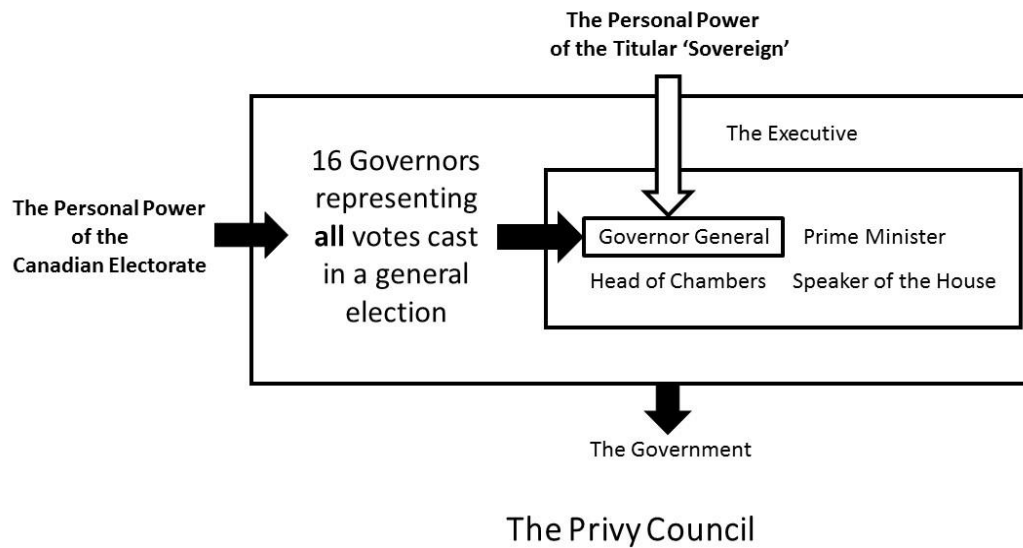 The Personal Power
of the Titular ‘Sovereign’
The Executive
16 Governors
representing
all votes cast
in a general
election
The Personal Power
of the
Canadian Electorate
Governor General
Prime Minister
Head of Chambers
Speaker of the House
The Government
The Privy Council